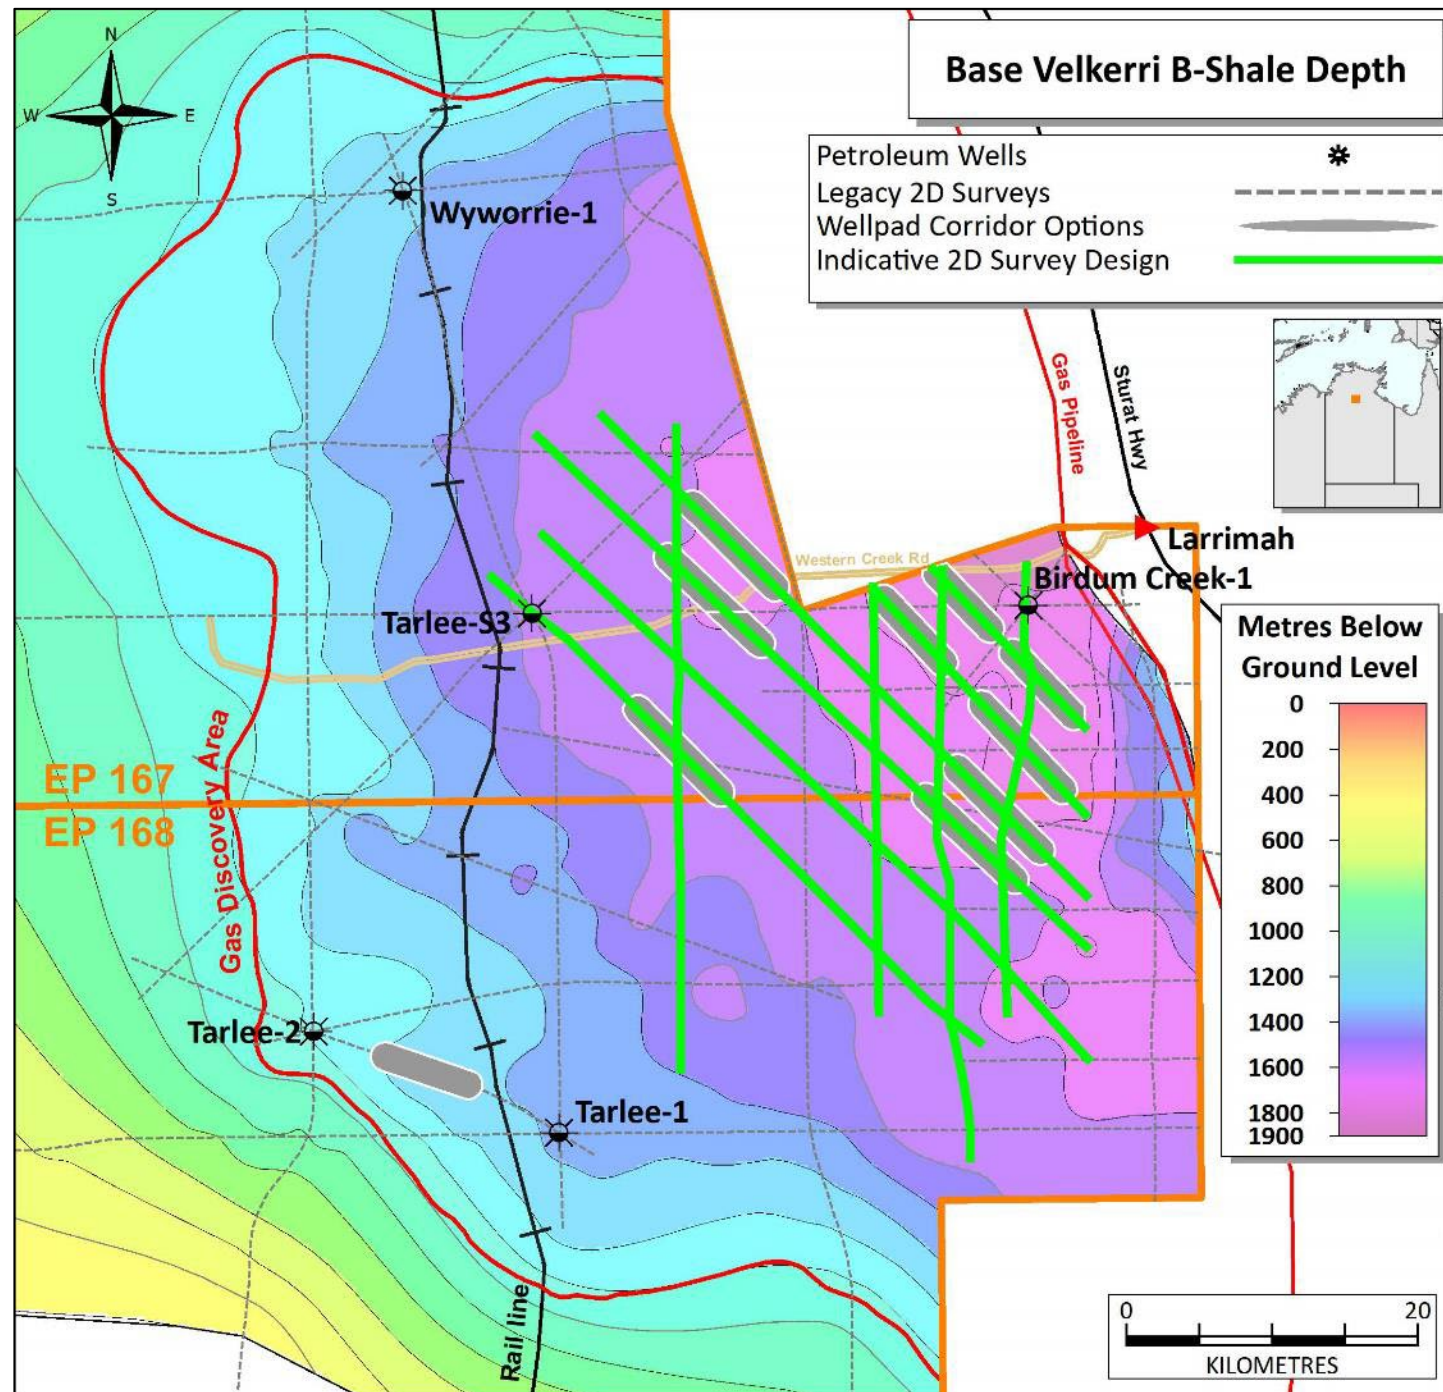 N
W
E
S
Base Velkerri B-Shale Depth
Petroleum Wells
Legacy 2D Surveys
Wellpad Corridor Options
Indicative 2D Survey Design
Wyworrie-1
Gas Pipeline
Sturat Hwy
Larrimah
Western Creek Rd
Birdum Creek-1
Tarlee-S3
Metres Below
Ground Level
0
200
400
600
800
1000
1200
1400
1600
1800
1900
EP 167
EP 168
Gas Discovery Area
Tarlee-2
Tarlee-1
Rail line
0 20
KILOMETRES